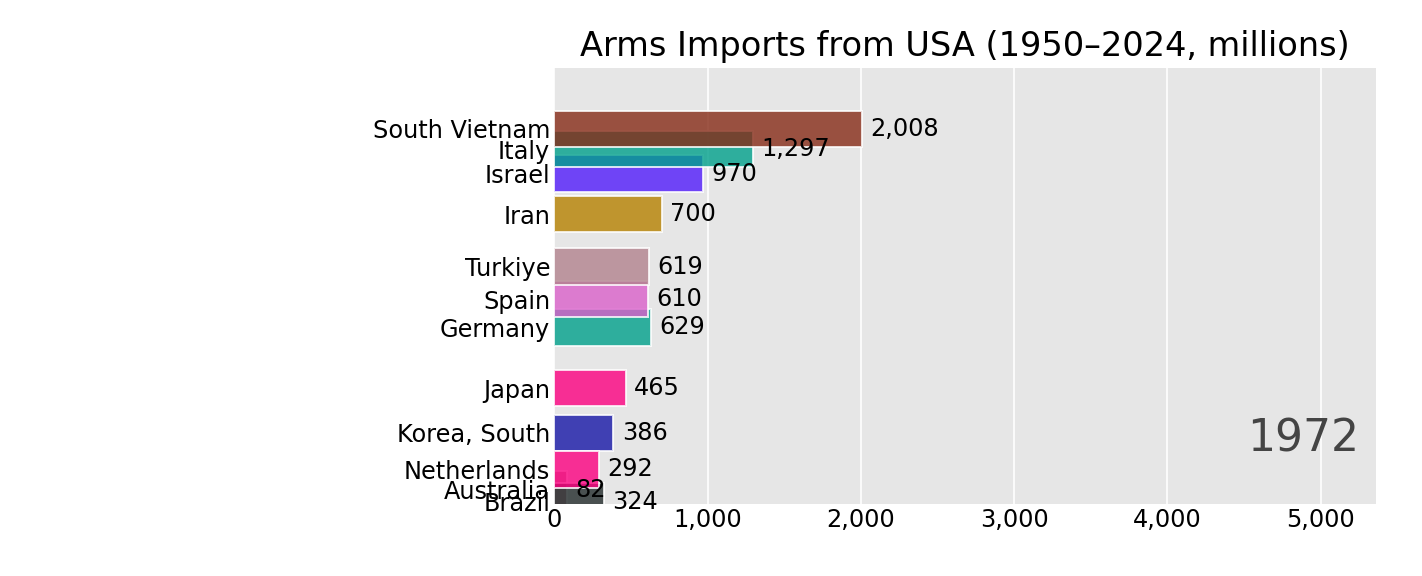 Arms Imports from USA (1950–2024, millions)
South Vietnam 2,008
Italy 1,297
Israel 970
Iran 700
Turkiye 619
Spain 610
Germany 629
Japan 465
Korea, South 386
1972
Netherlands 292
Australia 82
Brazil 324
0 1,000 2,000 3,000 4,000 5,000